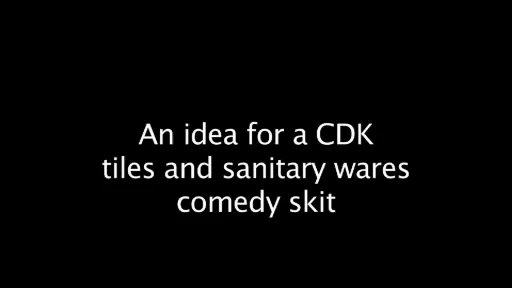 An idea for a CDK
tiles and sanitary wares
comedy skit